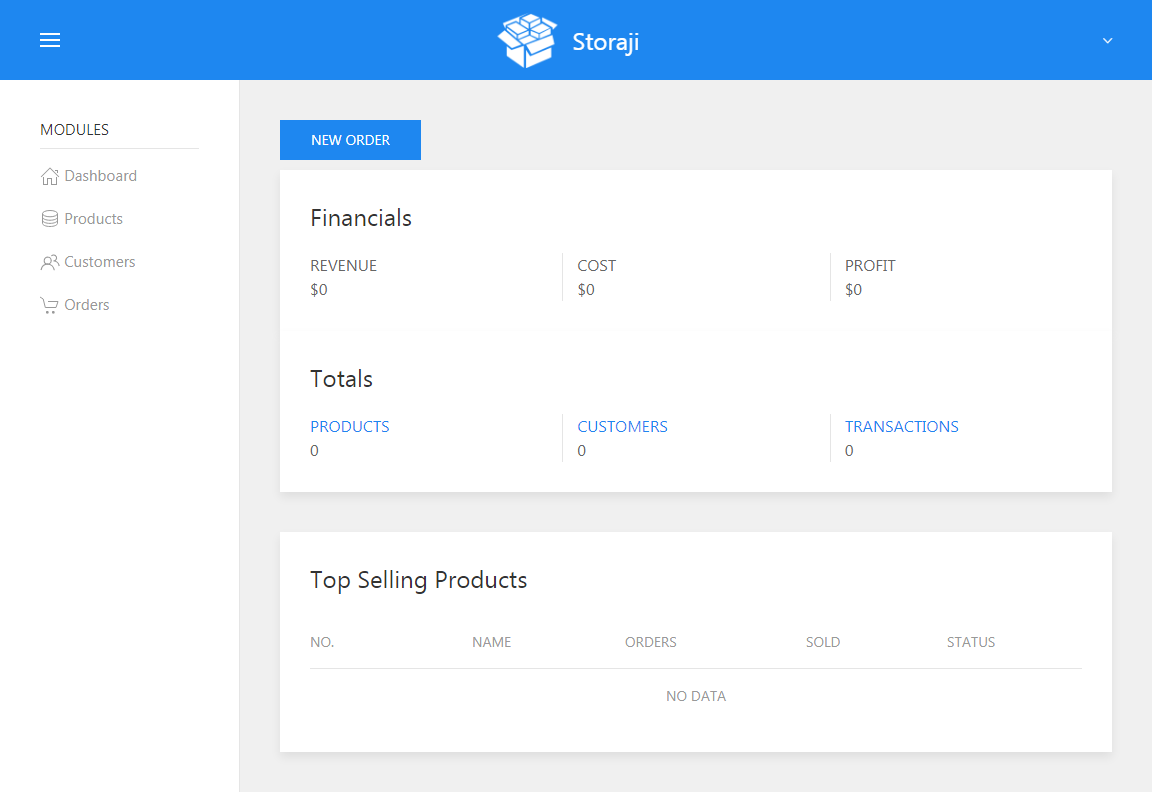 Storaji
MODULES
Dashboard
Products
Customers
Orders
NEW ORDER
Financials
REVENUE COST PROFIT
$0 $0 $0
Totals
PRODUCTS CUSTOMERS TRANSACTIONS
0 0 0
Top Selling Products
NO. NAME ORDERS SOLD STATUS
NO DATA